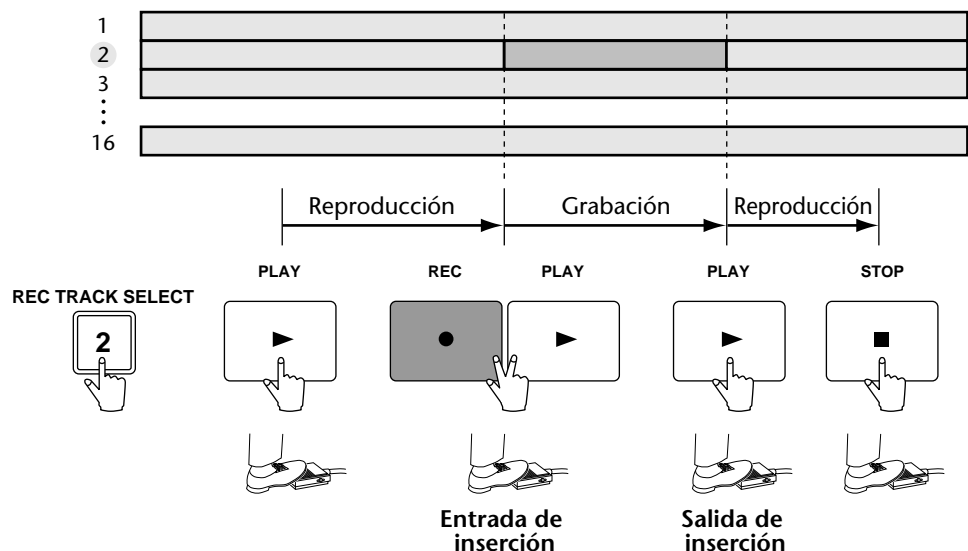 1
2
3
16
Reproducción Grabación Reproducción
PLAY REC PLAY PLAY STOP
REC TRACK SELECT
2
Entrada de inserción
Salida de inserción